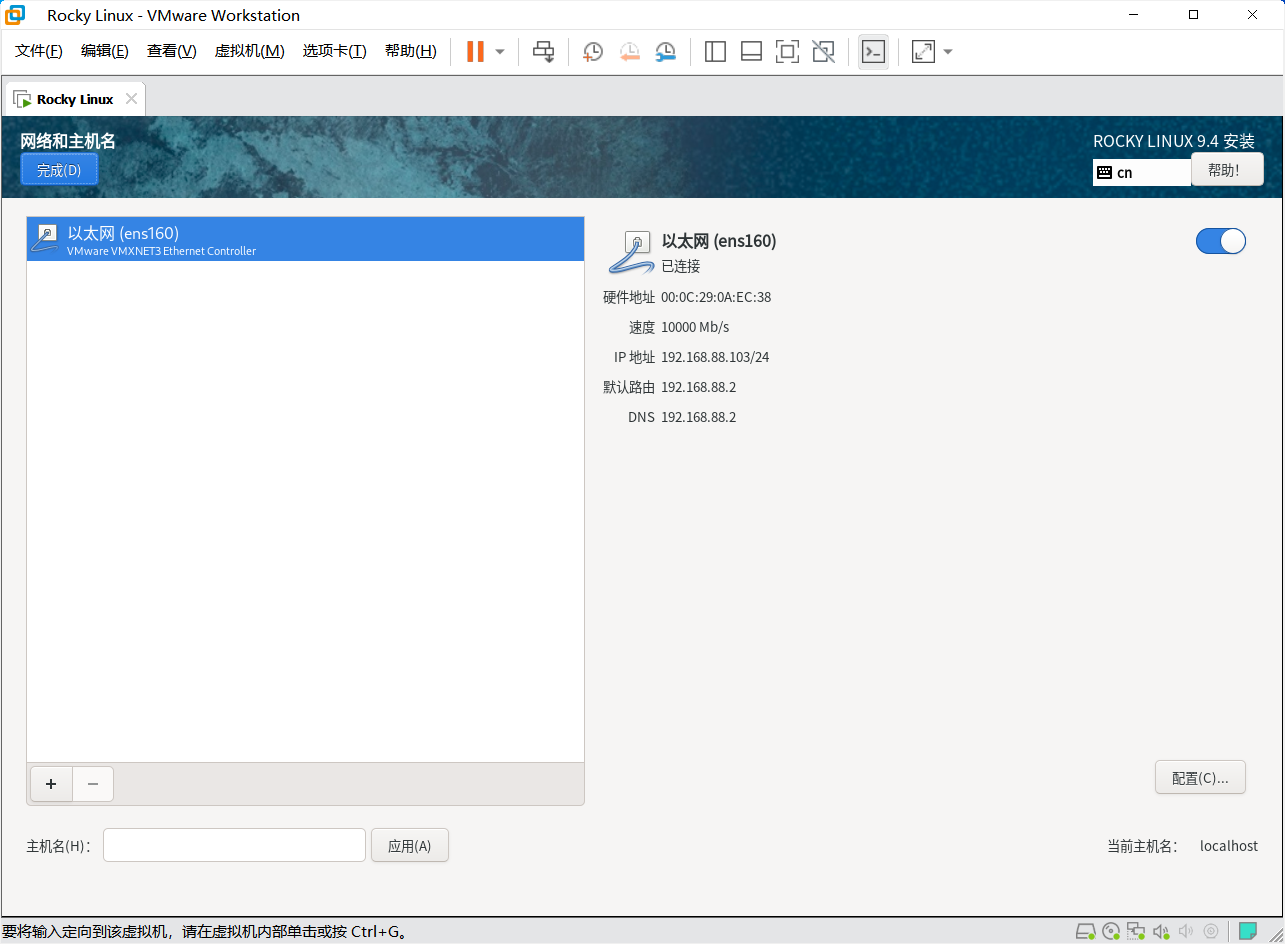 Rocky Linux - VMware Workstation
文件(F) 编辑(E) 查看(V) 虚拟机(M) 选项卡(T) 帮助(H)
Rocky Linux
网络和主机名
ROCKY LINUX 9.4 安装
完成(D)
cn
帮助!
以太网 (ens160)
VMware VMXNET3 Ethernet Controller
以太网 (ens160)
已连接
硬件地址 00:0C:29:0A:EC:38
速度 10000 Mb/s
IP 地址 192.168.88.103/24
默认路由 192.168.88.2
DNS 192.168.88.2
+ −
配置(C)...
主机名(H)： 应用(A)
当前主机名： localhost
要将输入定向到该虚拟机，请在虚拟机内部单击或按 Ctrl+G。